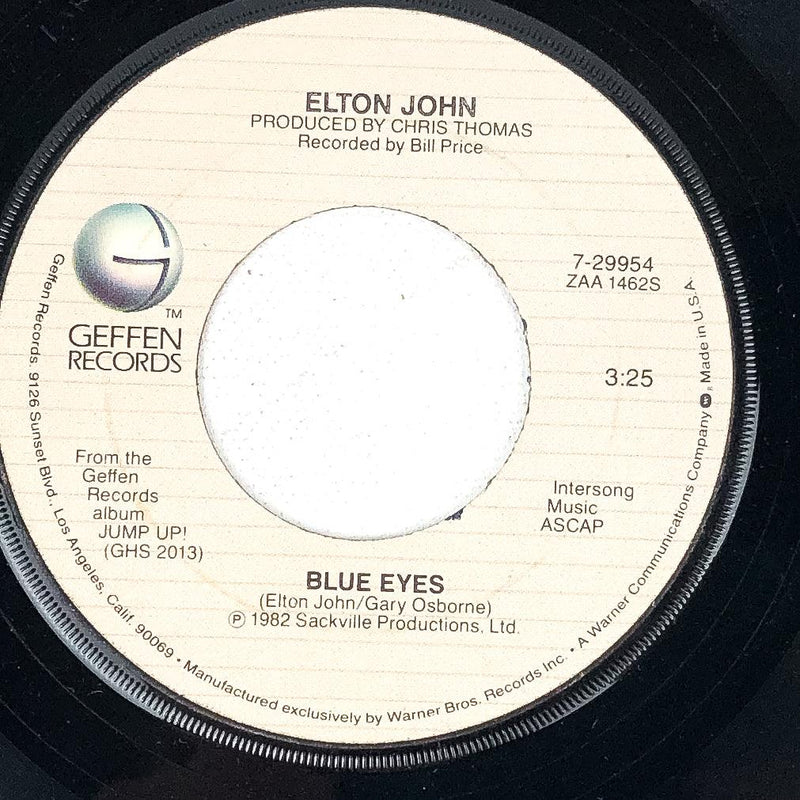 ELTON JOHN
PRODUCED BY CHRIS THOMAS
Recorded by Bill Price
G
TM
GEFFEN
RECORDS
7-29954
ZAA 1462S
3:25
From the
Geffen
Records
album
JUMP UP!
(GHS 2013)
Intersong
Music
ASCAP
BLUE EYES
(Elton John/Gary Osborne)
Ⓟ 1982 Sackville Productions, Ltd.
Geffen Records, 9126 Sunset Blvd., Los Angeles, Calif. 90069 • Manufactured exclusively by Warner Bros. Records Inc. • A Warner Communications Company Made in U.S.A.